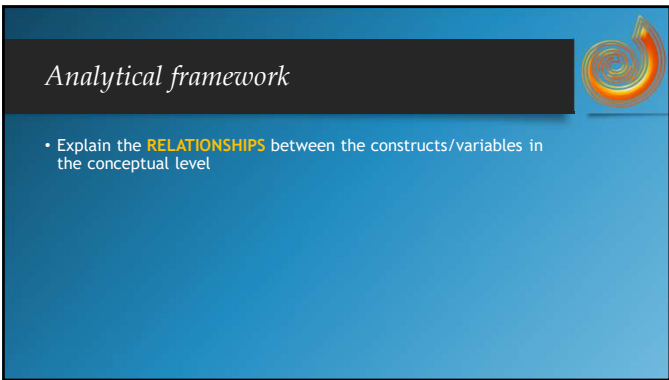 Analytical framework
• Explain the RELATIONSHIPS between the constructs/variables in
the conceptual level